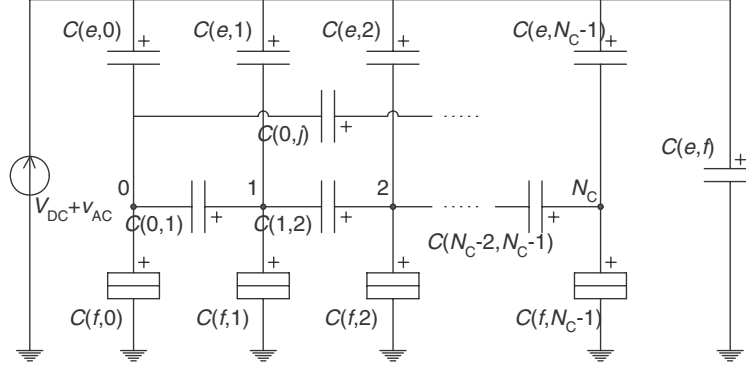 C(e,0) + C(e,1) + C(e,2) + C(e,N_C-1) +
C(0,j) + ...... C(e,f) +
0 1 2 N_C
V_DC+v_AC C(0,1) + C(1,2) + ...... +
C(N_C-2,N_C-1)
+ + + +
C(f,0) C(f,1) C(f,2) C(f,N_C-1)